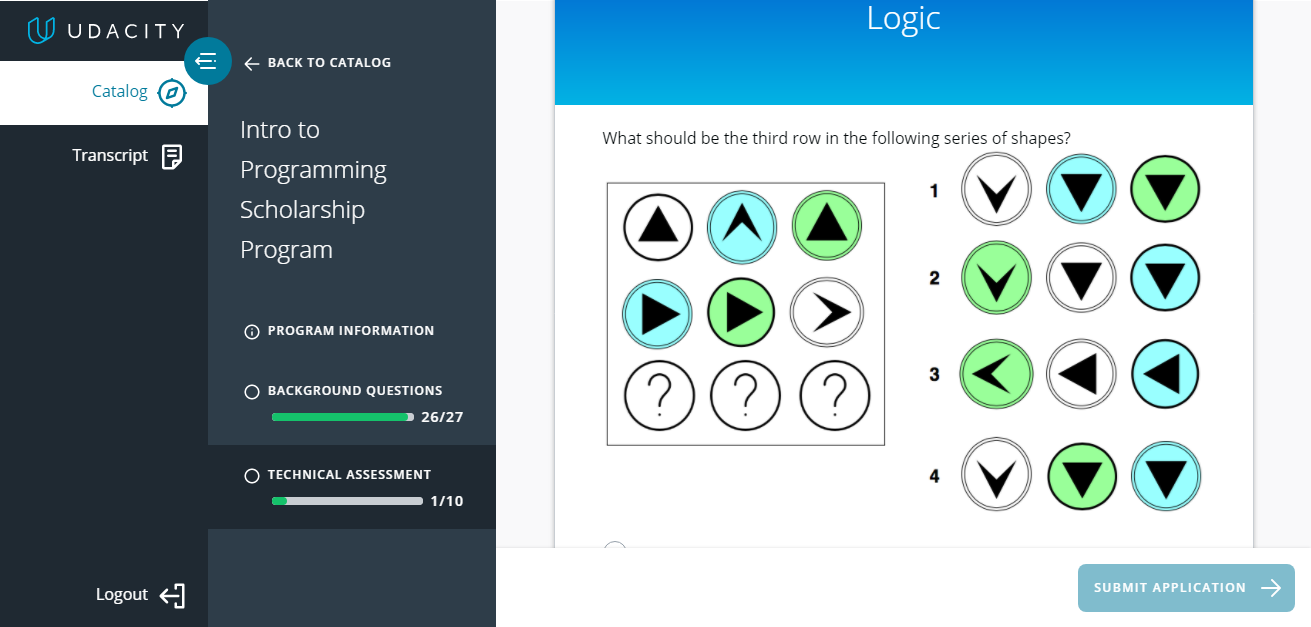 UDACITY
Catalog
Transcript
Logout
BACK TO CATALOG
Intro to
Programming
Scholarship
Program
PROGRAM INFORMATION
BACKGROUND QUESTIONS
26/27
TECHNICAL ASSESSMENT
1/10
Logic
What should be the third row in the following series of shapes?
? ? ?
1
2
3
4
SUBMIT APPLICATION